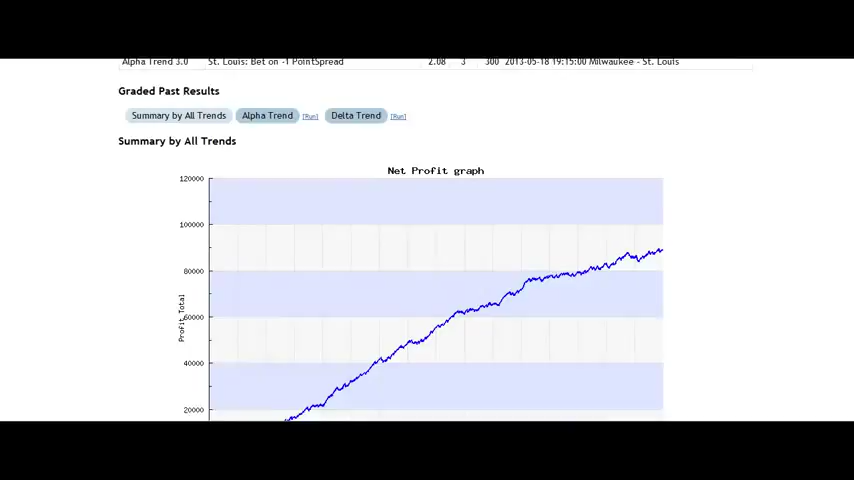 Alpha Trend 3.0 St. Louis: Bet on -1 PointSpread 2.08 3 300 2013-05-18 19:15:00 Milwaukee - St. Louis
Graded Past Results
Summary by All Trends Alpha Trend [Run] Delta Trend [Run]
Summary by All Trends
Net Profit graph
120000
100000
80000
Profit Total
60000
40000
20000